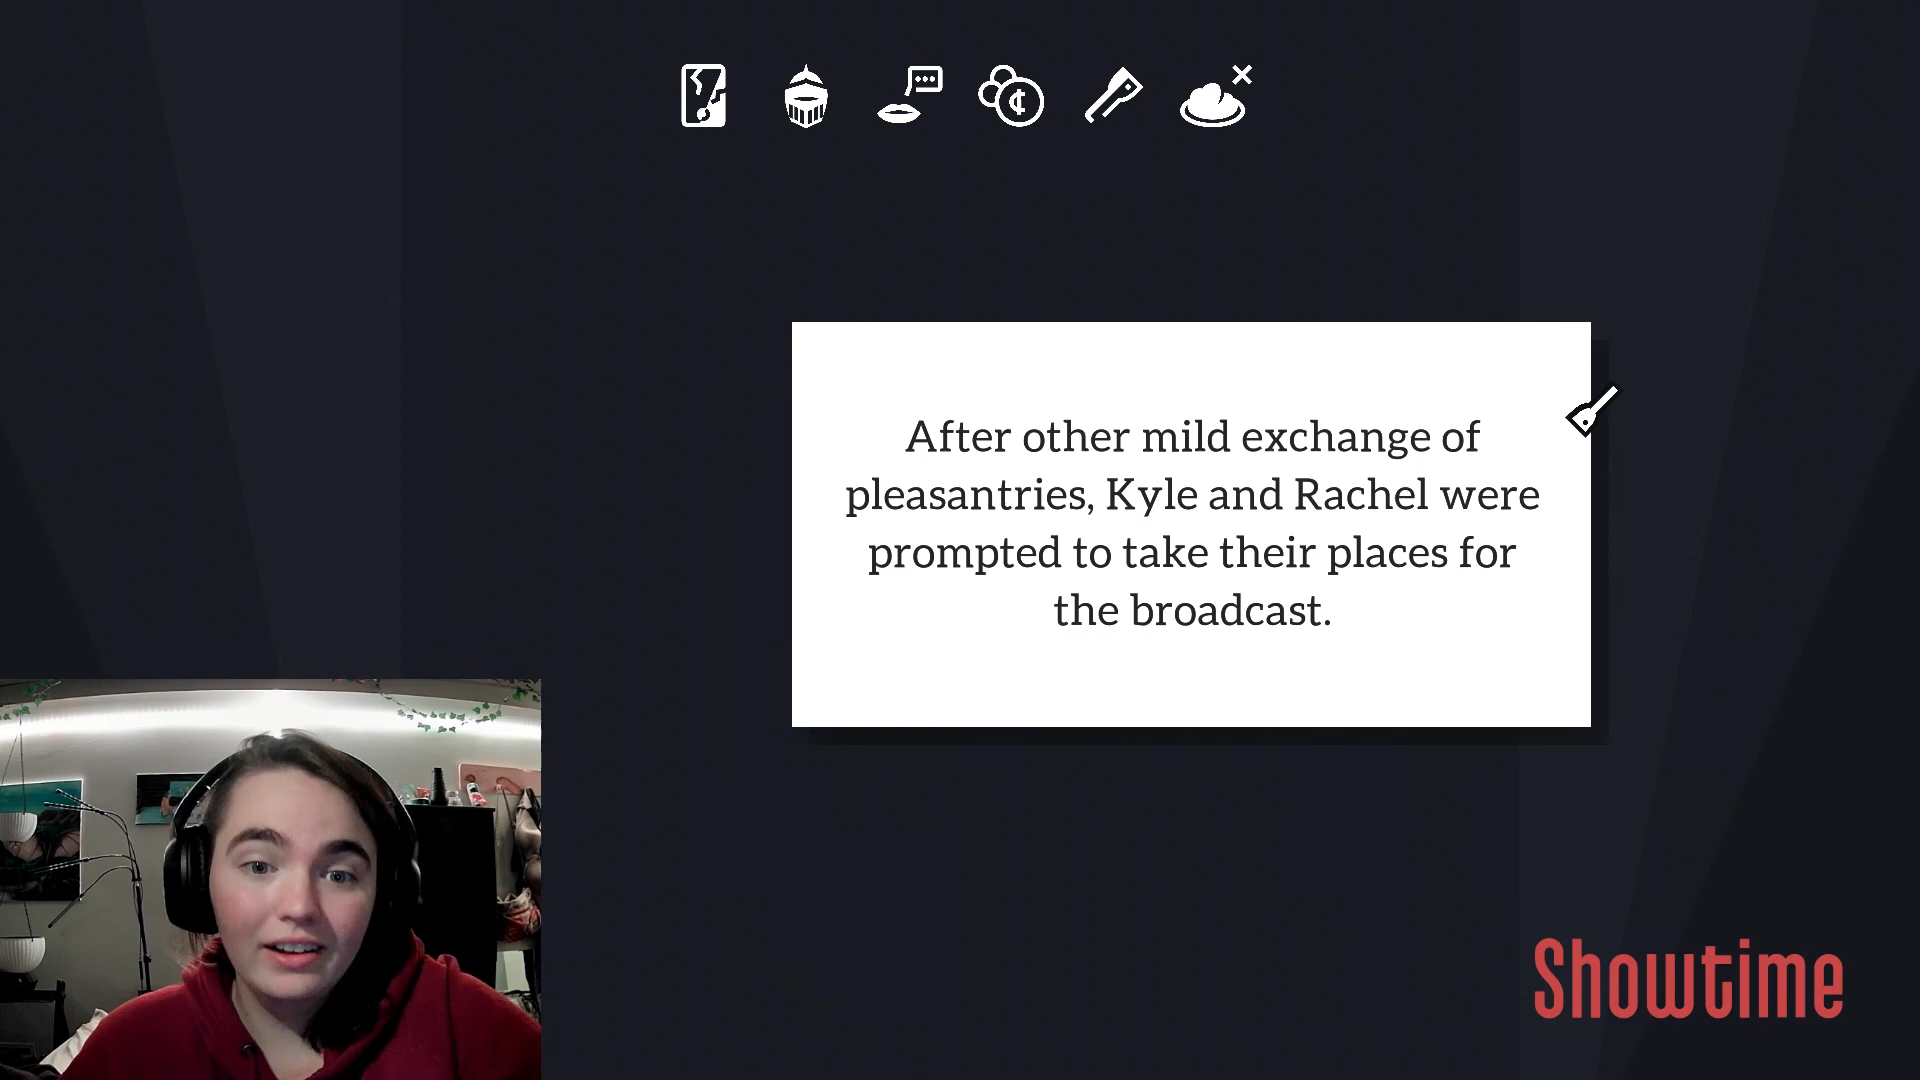 After other mild exchange of
pleasantries, Kyle and Rachel were
prompted to take their places for
the broadcast.
Showtime